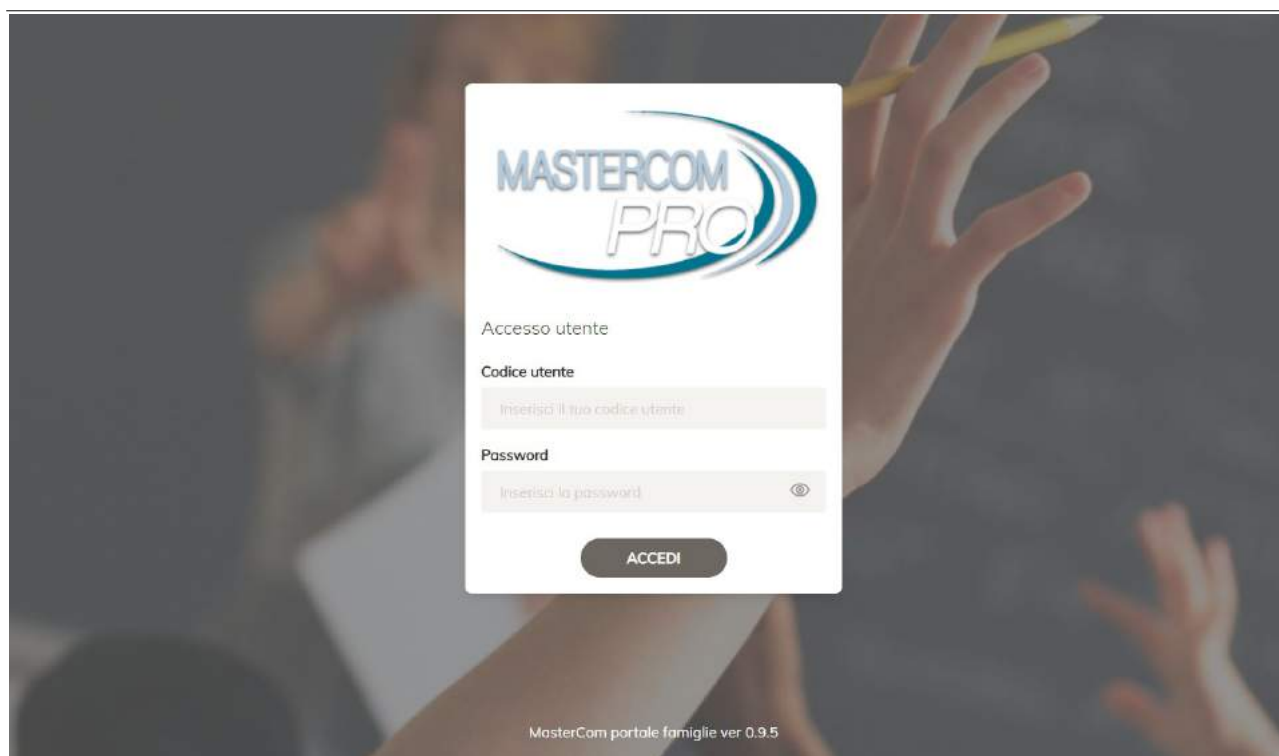 MASTERCOM
PRO
Accesso utente
Codice utente
Inserisci il tuo codice utente
Password
Inserisci la password
ACCEDI
MasterCom portale famiglie ver 0.9.5